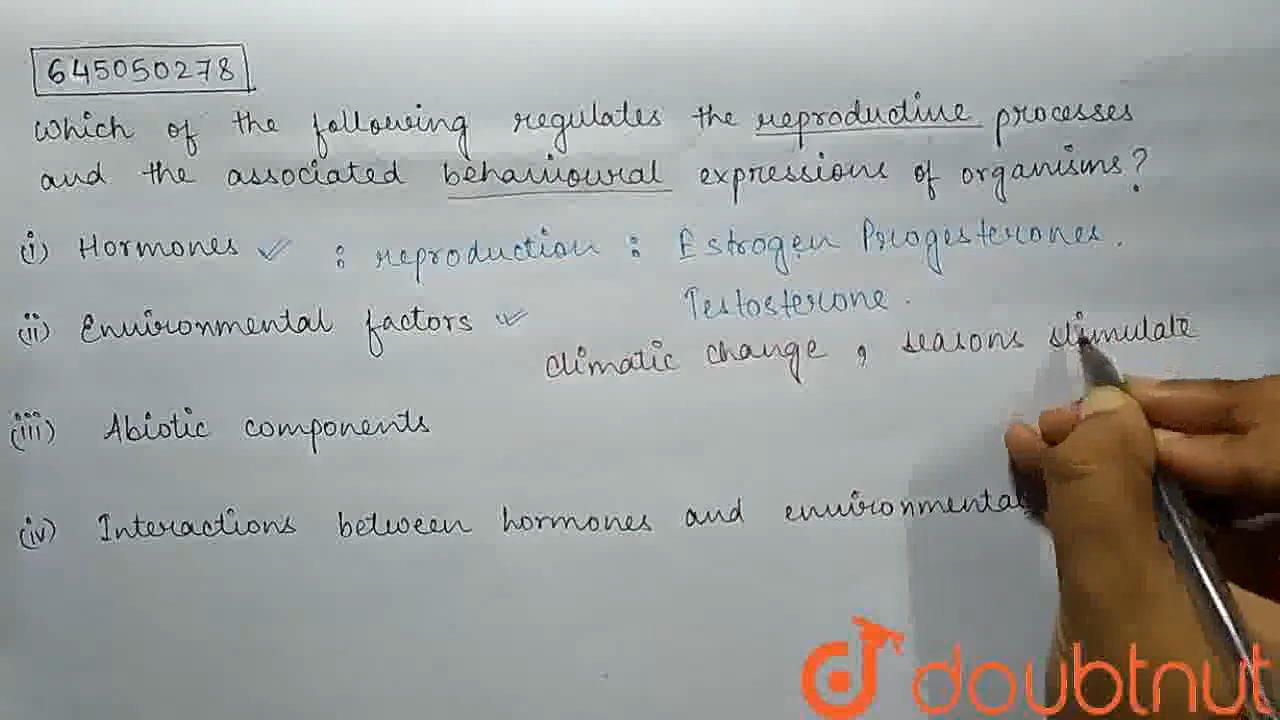 645050278
Which of the following regulates the reproductive processes
and the associated behavioural expressions of organisms?
(i) Hormones ✓ : reproduction : Estrogen Progesterones.
Testosterone.
(ii) Environmental factors ✓
climatic change, seasons stimulate
(iii) Abiotic components
(iv) Interactions between hormones and environmental
doubtnut